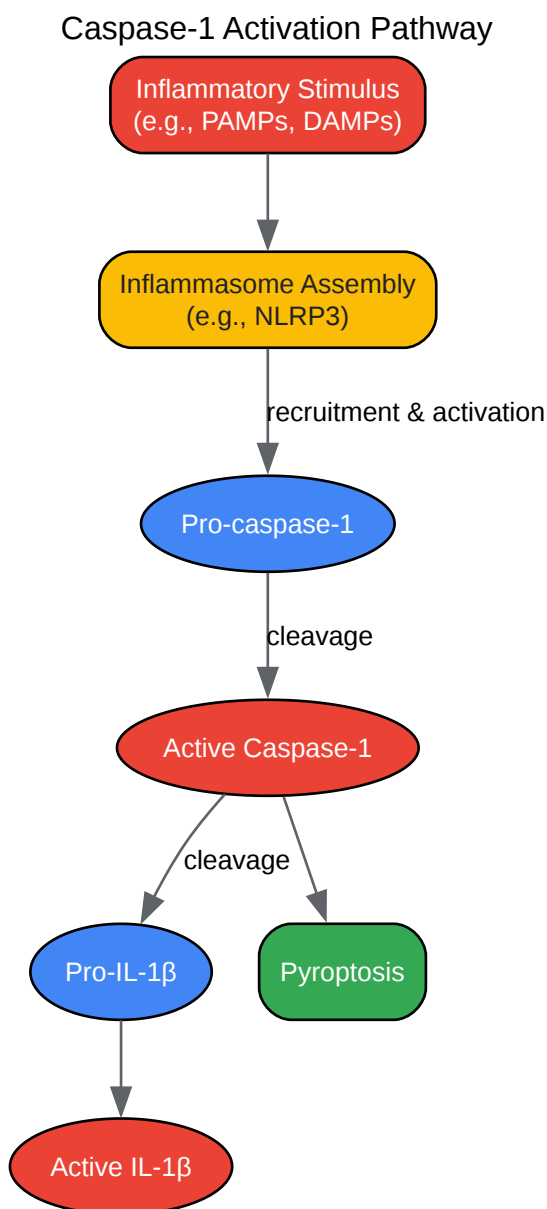 Caspase-1 Activation Pathway
Inflammatory Stimulus
(e.g., PAMPs, DAMPs)
Inflammasome Assembly
(e.g., NLRP3)
recruitment & activation
Pro-caspase-1
cleavage
Active Caspase-1
cleavage
Pro-IL-1β
Pyroptosis
Active IL-1β